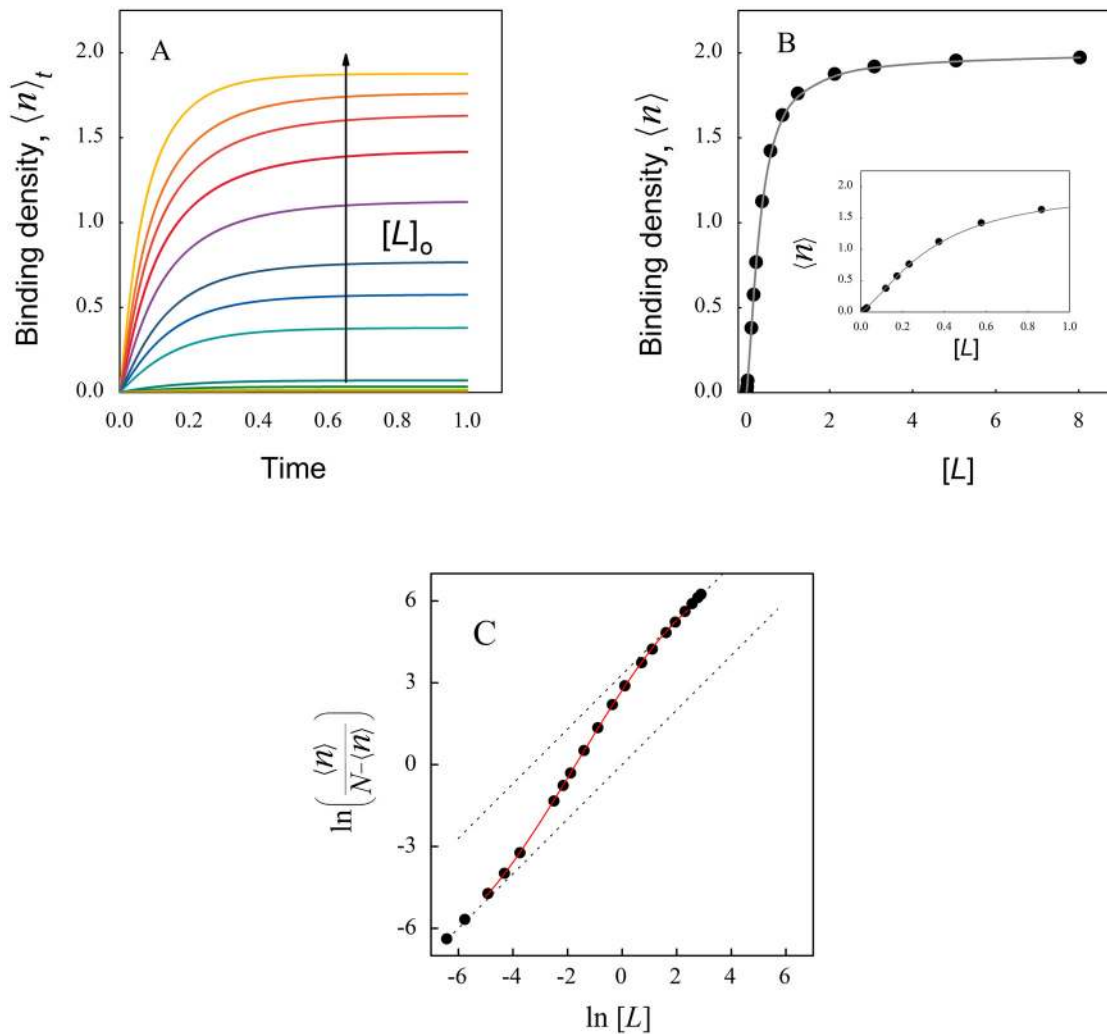 A
Binding density, ⟨n⟩t
2.0
1.5
1.0
0.5
0.0
[L]o
0.0 0.2 0.4 0.6 0.8 1.0
Time
B
Binding density, ⟨n⟩
2.0
1.5
1.0
0.5
0.0
⟨n⟩
2.0
1.5
1.0
0.5
0.0
0.0 0.2 0.4 0.6 0.8 1.0
[L]
0 2 4 6 8
[L]
C
ln(⟨n⟩/N−⟨n⟩)
6
3
0
-3
-6
-6 -4 -2 0 2 4 6
ln [L]